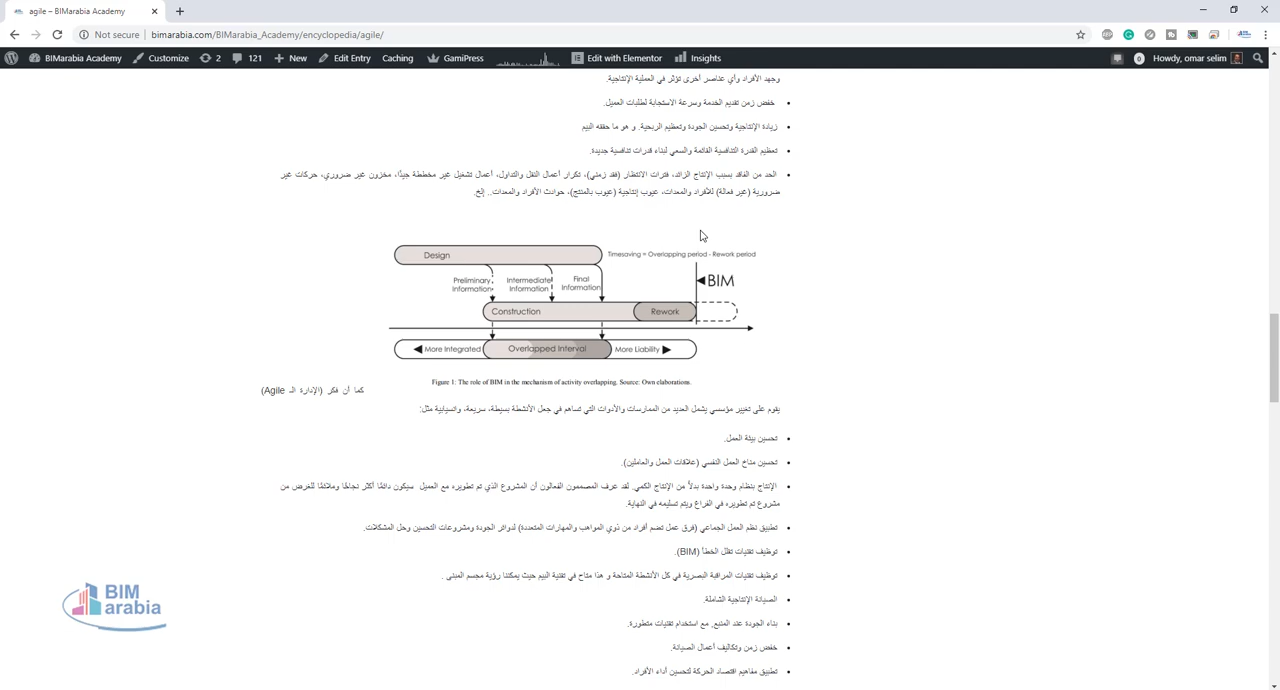 agile – BIMarabia Academy
Not secure
bimarabia.com/BIMarabia_Academy/encyclopedia/agile/
BIMarabia Academy
Customize
2
121
New
Edit Entry
Caching
GamiPress
Edit with Elementor
Insights
0
Howdy, omar selim
وجهد الأفراد وأي عناصر أخرى تؤثر في العملية الإنتاجية.
خفض زمن تقديم الخدمة وسرعة الاستجابة لطلبات العميل.
زيادة الإنتاجية وتحسين الجودة وتعظيم الربحية. و هو ما حققه البيم
تعظيم القدرة التنافسية القائمة والسعي لبناء قدرات تنافسية جديدة.
الحد من الفاقد بسبب الإنتاج الزائد، فترات الانتظار (فقد زمني)، تكرار أعمال النقل والتداول، أعمال تشغيل غير مخططة جيدًا، مخزون غير ضروري، حركات غير
ضرورية (غير فعالة) للأفراد والمعدات، عيوب إنتاجية (عيوب بالمنتج)، حوادث الأفراد والمعدات.. إلخ.
Design
Timesaving = Overlapping period - Rework period
Preliminary Information
Intermediate Information
Final Information
BIM
Construction
Rework
More Integrated
Overlapped Interval
More Liability
Figure 1: The role of BIM in the mechanism of activity overlapping. Source: Own elaborations.
كما أن فكر (الإدارة الـ Agile)
يقوم على تغيير مؤسسي يشمل العديد من الممارسات والأدوات التي تساهم في جعل الأنشطة بسيطة، سريعة، وانسيابية مثل:
تحسين بيئة العمل.
تحسين مناخ العمل النفسي (علاقات العمل والعاملين).
الإنتاج بنظام وحدة واحدة بدلاً من الإنتاج الكمي. لقد عرف المصممون الفعالون أن المشروع الذي تم تطويره مع العميل سيكون دائمًا أكثر نجاحًا وملائمًا للغرض من
مشروع تم تطويره في الفراغ ويتم تسليمه في النهاية.
تطبيق نظم العمل الجماعي (فرق عمل تضم أفراد من ذوي المواهب والمهارات المتعددة) لدوائر الجودة ومشروعات التحسين وحل المشكلات.
توظيف تقنيات تقلل الخطأ (BIM).
توظيف تقنيات المراقبة البصرية في كل الأنشطة المتاحة و هذا متاح في تقنية البيم حيث يمكننا رؤية مجسم المبنى .
الصيانة الإنتاجية الشاملة.
بناء الجودة عند المنبع, مع استخدام تقنيات متطورة.
خفض زمن وتكاليف أعمال الصيانة.
تطبيق مفاهيم اقتصاد الحركة لتحسين أداء الأفراد.
BIM
arabia